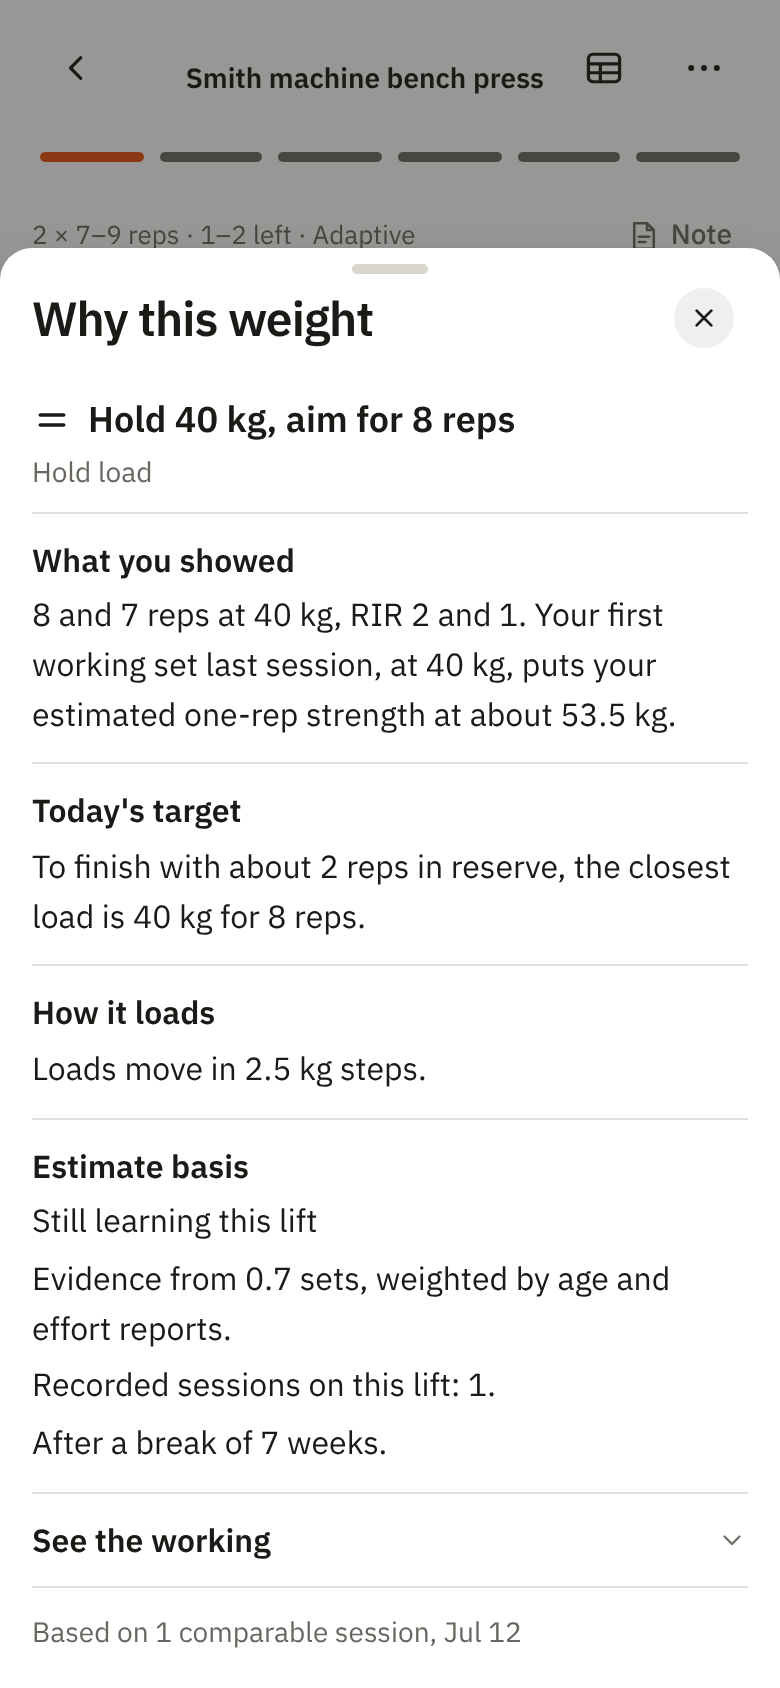 Smith machine bench press
2 × 7–9 reps · 1–2 left · Adaptive
Note
Why this weight
Hold 40 kg, aim for 8 reps
Hold load
What you showed
8 and 7 reps at 40 kg, RIR 2 and 1. Your first
working set last session, at 40 kg, puts your
estimated one-rep strength at about 53.5 kg.
Today's target
To finish with about 2 reps in reserve, the closest
load is 40 kg for 8 reps.
How it loads
Loads move in 2.5 kg steps.
Estimate basis
Still learning this lift
Evidence from 0.7 sets, weighted by age and
effort reports.
Recorded sessions on this lift: 1.
After a break of 7 weeks.
See the working
Based on 1 comparable session, Jul 12